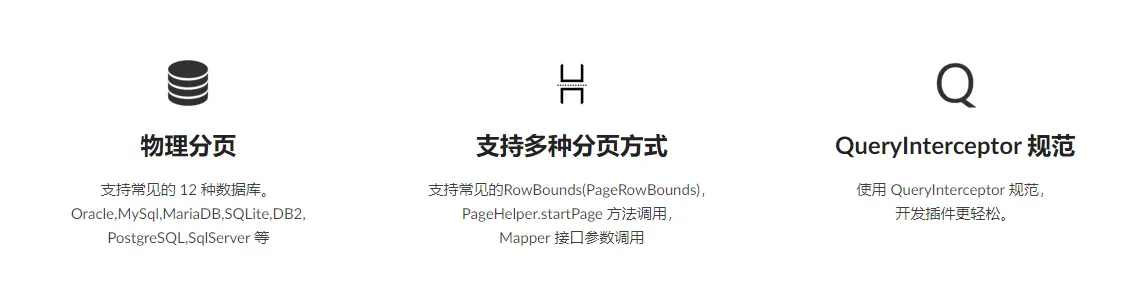 物理分页
支持常见的 12 种数据库。
Oracle,MySql,MariaDB,SQLite,DB2,
PostgreSQL,SqlServer 等
支持多种分页方式
支持常见的RowBounds(PageRowBounds)，
PageHelper.startPage 方法调用，
Mapper 接口参数调用
Q
QueryInterceptor 规范
使用 QueryInterceptor 规范，
开发插件更轻松。